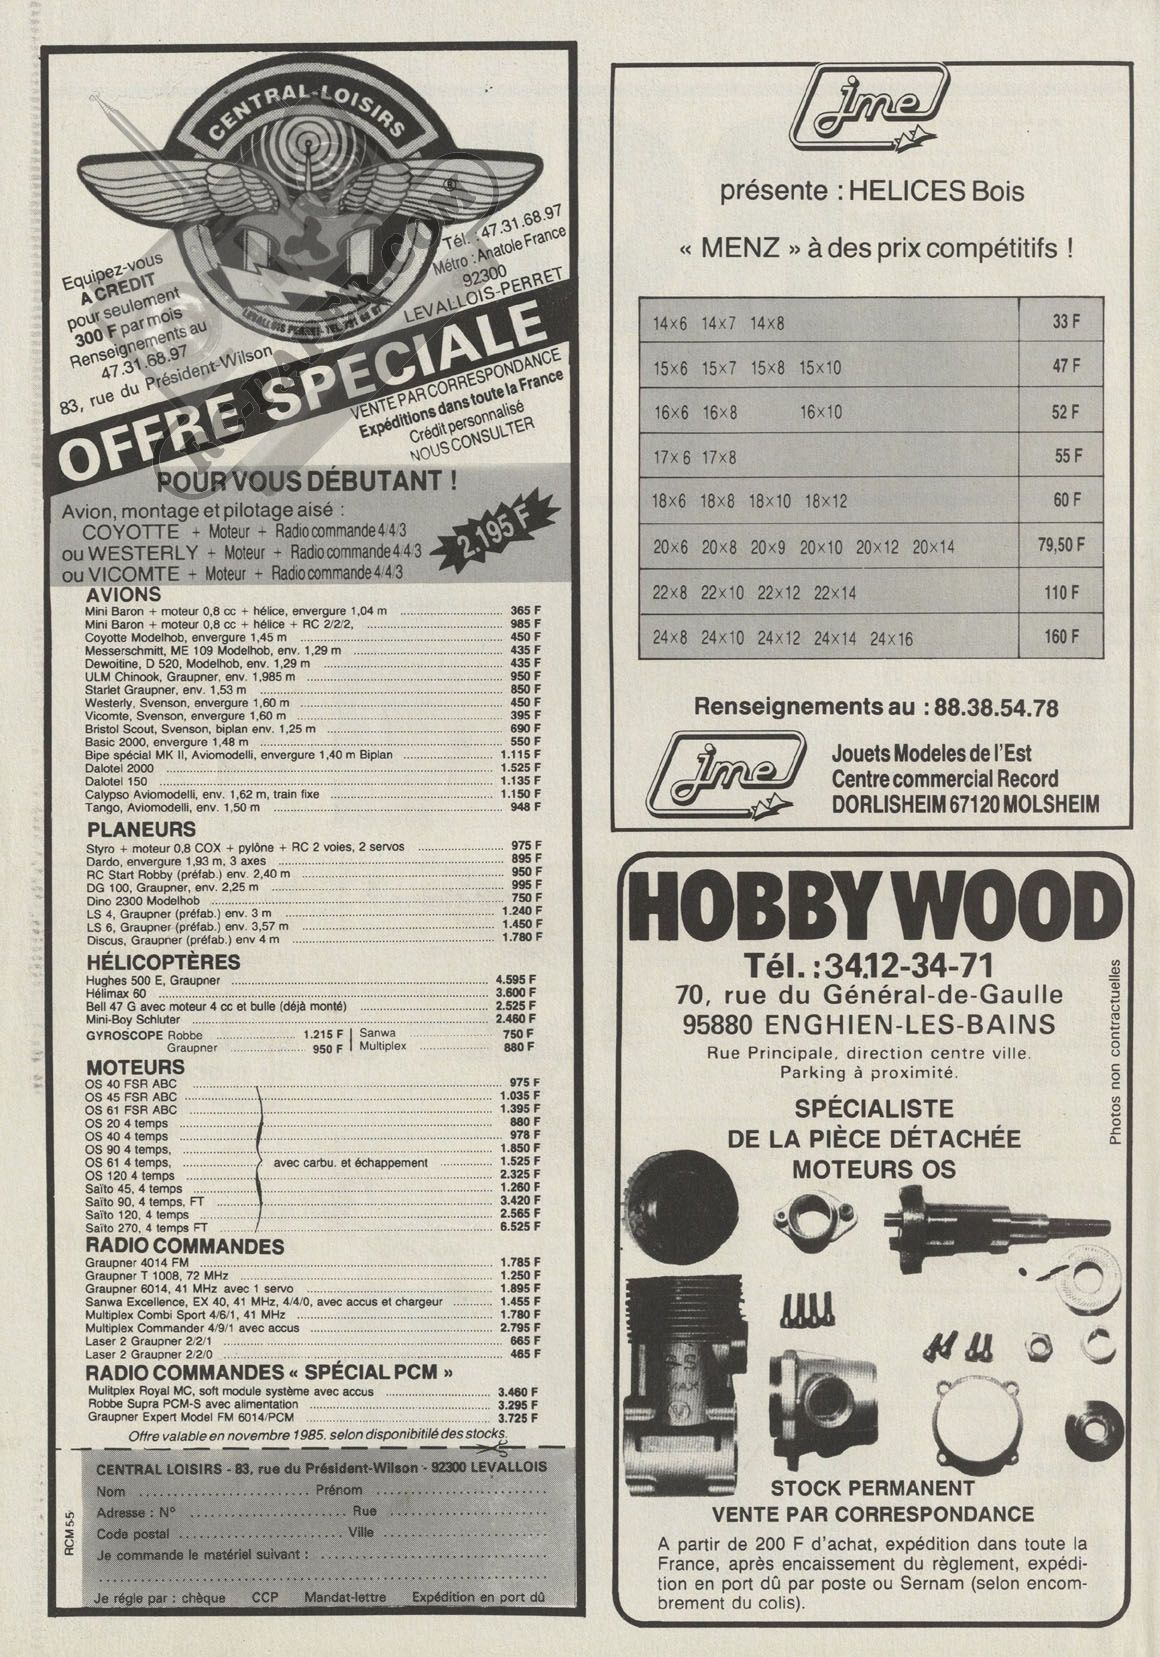 CENTRAL-LOISIRS
®
LEVALLOIS PERRET TEL
Equipez-vous
A CREDIT
pour seulement
300 F par mois
Renseignements au
47.31.68.97
83, rue du Président-Wilson
Tél. : 47.31.68.97
Métro : Anatole France
92300
LEVALLOIS-PERRET
OFFRE SPECIALE
VENTE PAR CORRESPONDANCE
Expéditions dans toute la France
Crédit personnalisé
NOUS CONSULTER
POUR VOUS DÉBUTANT !
Avion, montage et pilotage aisé :
COYOTTE + Moteur + Radio commande 4/4/3
ou WESTERLY + Moteur + Radio commande 4/4/3
ou VICOMTE + Moteur + Radio commande 4/4/3
2.195 F
AVIONS
Mini Baron + moteur 0,8 cc + hélice, envergure 1,04 m ........ 365 F
Mini Baron + moteur 0,8 cc + hélice + RC 2/2/2, ........ 985 F
Coyotte Modelhob, envergure 1,45 m ........ 450 F
Messerschmitt, ME 109 Modelhob, env. 1,29 m ........ 435 F
Dewoitine, D 520, Modelhob, env. 1,29 m ........ 435 F
ULM Chinook, Graupner, env. 1,985 m ........ 950 F
Starlet Graupner, env. 1,53 m ........ 850 F
Westerly, Svenson, envergure 1,60 m ........ 450 F
Vicomte, Svenson, envergure 1,60 m ........ 395 F
Bristol Scout, Svenson, biplan env. 1,25 m ........ 690 F
Basic 2000, envergure 1,48 m ........ 550 F
Bipe spécial MK II, Aviomodelli, envergure 1,40 m Biplan ........ 1.115 F
Dalotel 2000 ........ 1.525 F
Dalotel 150 ........ 1.135 F
Calypso Aviomodelli, env. 1,62 m, train fixe ........ 1.150 F
Tango, Aviomodelli, env. 1,50 m ........ 948 F
PLANEURS
Styro + moteur 0,8 COX + pylône + RC 2 voies, 2 servos ........ 975 F
Dardo, envergure 1,93 m, 3 axes ........ 895 F
RC Start Robby (préfab.) env. 2,40 m ........ 950 F
DG 100, Graupner, env. 2,25 m ........ 995 F
Dino 2300 Modelhob ........ 750 F
LS 4, Graupner (préfab.) env. 3 m ........ 1.240 F
LS 6, Graupner (préfab.) env. 3,57 m ........ 1.450 F
Discus, Graupner (préfab.) env 4 m ........ 1.780 F
HÉLICOPTÈRES
Hughes 500 E, Graupner ........ 4.595 F
Hélimax 60 ........ 3.600 F
Bell 47 G avec moteur 4 cc et bulle (déjà monté) ........ 2.525 F
Mini-Boy Schluter ........ 2.460 F
GYROSCOPE Robbe ........ 1.215 F | Sanwa 750 F
Graupner ........ 950 F | Multiplex ........ 880 F
MOTEURS
OS 40 FSR ABC ........ 975 F
OS 45 FSR ABC ........ 1.035 F
OS 61 FSR ABC ........ 1.395 F
OS 20 4 temps ........ 880 F
OS 40 4 temps ........ 978 F
OS 90 4 temps, ........ 1.850 F
OS 61 4 temps, avec carbu. et échappement ........ 1.525 F
OS 120 4 temps ........ 2.325 F
Saïto 45, 4 temps ........ 1.260 F
Saïto 90, 4 temps, FT ........ 3.420 F
Saïto 120, 4 temps ........ 2.565 F
Saïto 270, 4 temps FT ........ 6.525 F
RADIO COMMANDES
Graupner 4014 FM ........ 1.785 F
Graupner T 1008, 72 MHz ........ 1.250 F
Graupner 6014, 41 MHz avec 1 servo ........ 1.895 F
Sanwa Excellence, EX 40, 41 MHz, 4/4/0, avec accus et chargeur ........ 1.455 F
Multiplex Combi Sport 4/6/1, 41 MHz ........ 1.780 F
Multiplex Commander 4/9/1 avec accus ........ 2.795 F
Laser 2 Graupner 2/2/1 ........ 665 F
Laser 2 Graupner 2/2/0 ........ 465 F
RADIO COMMANDES « SPÉCIAL PCM »
Mulitplex Royal MC, soft module système avec accus ........ 3.460 F
Robbe Supra PCM-S avec alimentation ........ 3.295 F
Graupner Expert Model FM 6014/PCM ........ 3.725 F
Offre valable en novembre 1985, selon disponibitilé des stocks.
CENTRAL LOISIRS - 83, rue du Président-Wilson - 92300 LEVALLOIS
Nom ........ Prénom ........
Adresse : N° ........ Rue ........
Code postal ........ Ville ........
Je commande le matériel suivant : ........
Je régle par : chèque CCP Mandat-lettre Expédition en port dû
RCM 55
jme
présente : HELICES Bois
« MENZ » à des prix compétitifs !
14×6 14×7 14×8 33 F
15×6 15×7 15×8 15×10 47 F
16×6 16×8 16×10 52 F
17×6 17×8 55 F
18×6 18×8 18×10 18×12 60 F
20×6 20×8 20×9 20×10 20×12 20×14 79,50 F
22×8 22×10 22×12 22×14 110 F
24×8 24×10 24×12 24×14 24×16 160 F
Renseignements au : 88.38.54.78
jme
Jouets Modeles de l'Est
Centre commercial Record
DORLISHEIM 67120 MOLSHEIM
HOBBY WOOD
Tél. : 34.12-34-71
70, rue du Général-de-Gaulle
95880 ENGHIEN-LES-BAINS
Rue Principale, direction centre ville.
Parking à proximité.
Photos non contractuelles
SPÉCIALISTE
DE LA PIÈCE DÉTACHÉE
MOTEURS OS
OS
MAX
STOCK PERMANENT
VENTE PAR CORRESPONDANCE
A partir de 200 F d'achat, expédition dans toute la
France, après encaissement du règlement, expédi-
tion en port dû par poste ou Sernam (selon encom-
brement du colis).